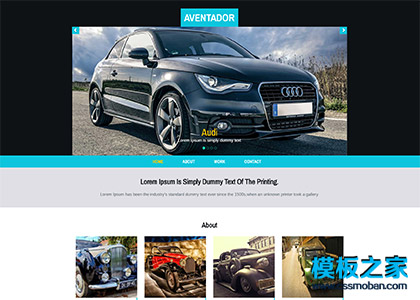 AVENTADOR
Audi
Lorem Ipsum is simply dummy text
HOME ABOUT WORK CONTACT
Lorem Ipsum Is Simply Dummy Text Of The Printing.
Lorem Ipsum has been the industry's standard dummy text ever since the 1500s, when an unknown printer took a gallery
About
模板之家
cssmoban.com